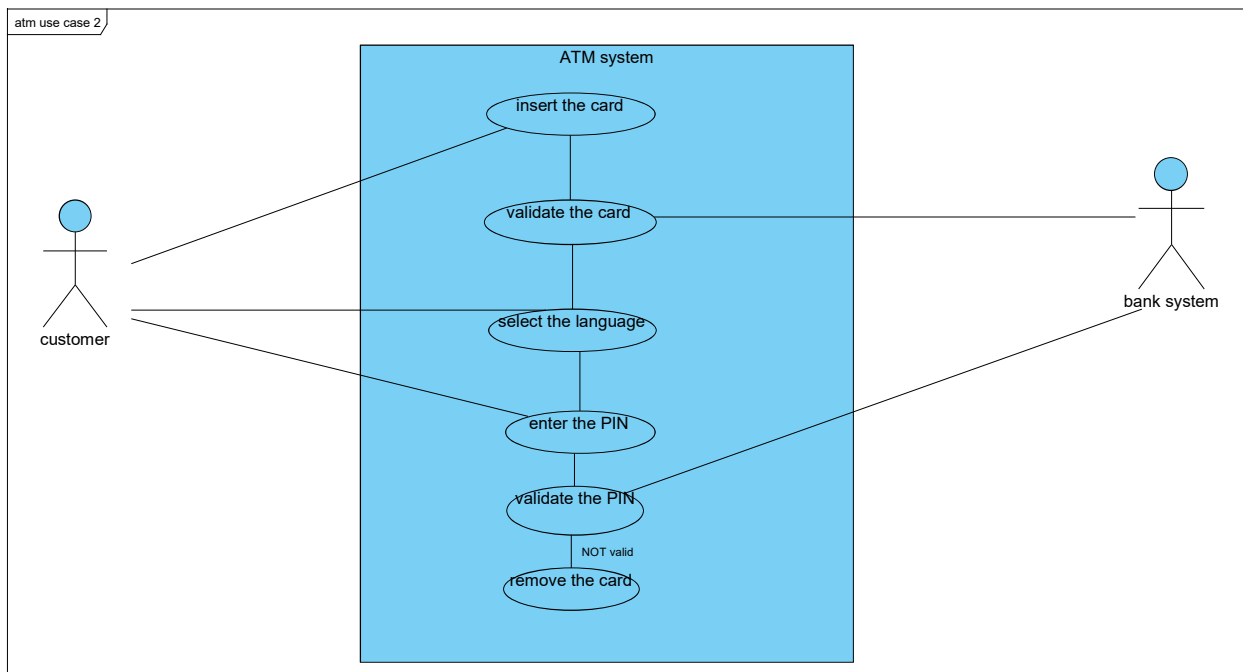 atm use case 2
ATM system
insert the card
validate the card
select the language
customer
bank system
enter the PIN
validate the PIN
NOT valid
remove the card